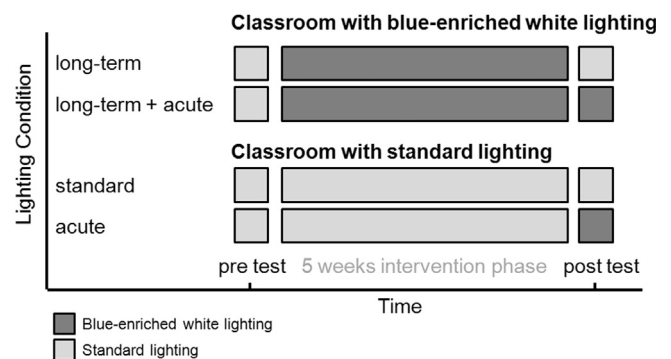 Classroom with blue-enriched white lighting
long-term
long-term + acute
Classroom with standard lighting
standard
acute
Lighting Condition
pre test 5 weeks intervention phase post test
Time
Blue-enriched white lighting
Standard lighting